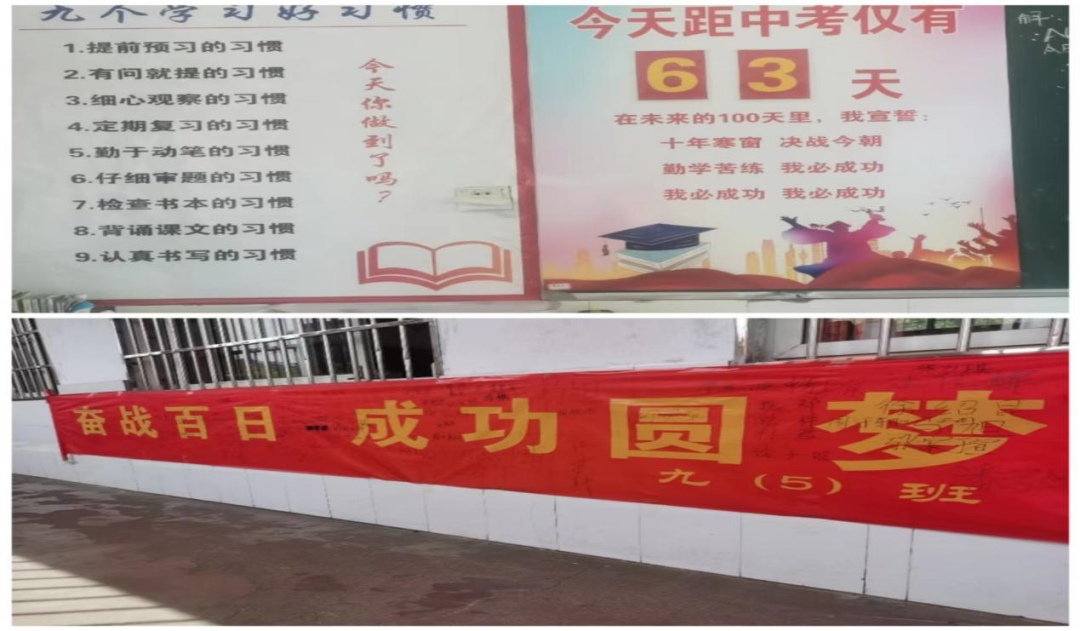 九个学习好习惯
1.提前预习的习惯
2.有问就提的习惯
3.细心观察的习惯
4.定期复习的习惯
5.勤于动笔的习惯
6.仔细审题的习惯
7.检查书本的习惯
8.背诵课文的习惯
9.认真书写的习惯
今天你做到了吗?
今天距中考仅有
63天
在未来的100天里，我宣誓:
十年寒窗 决战今朝
勤学苦练 我必成功
我必成功 我必成功
奋战百日 成功圆梦
九（5）班